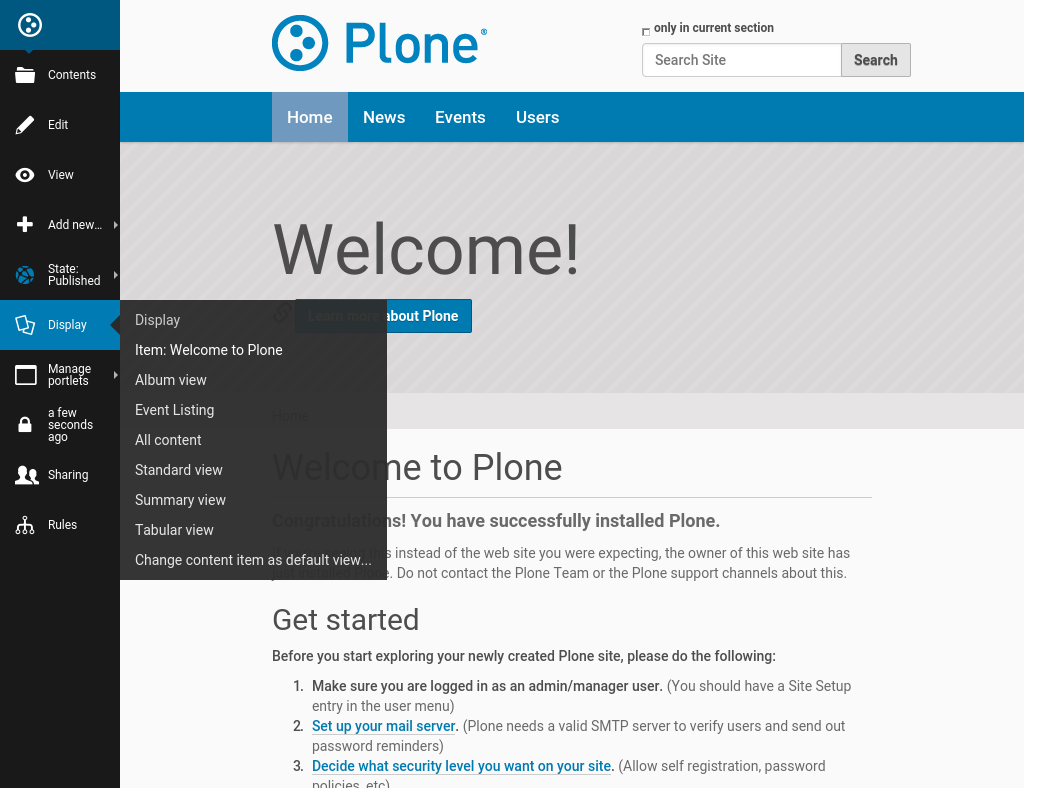 Plone®
only in current section
Search Site
Search
Home
News
Events
Users
Contents
Edit
View
Add new…
State:
Published
Display
Manage
portlets
a few
seconds
ago
Sharing
Rules
Display
Item: Welcome to Plone
Album view
Event Listing
All content
Standard view
Summary view
Tabular view
Change content item as default view...
Welcome!
Learn more about Plone
Home
Welcome to Plone
Congratulations! You have successfully installed Plone.
this instead of the web site you were expecting, the owner of this web site has
Do not contact the Plone Team or the Plone support channels about this.
Get started
Before you start exploring your newly created Plone site, please do the following:
1. Make sure you are logged in as an admin/manager user. (You should have a Site Setup
entry in the user menu)
2. Set up your mail server. (Plone needs a valid SMTP server to verify users and send out
password reminders)
3. Decide what security level you want on your site. (Allow self registration, password
policies, etc)